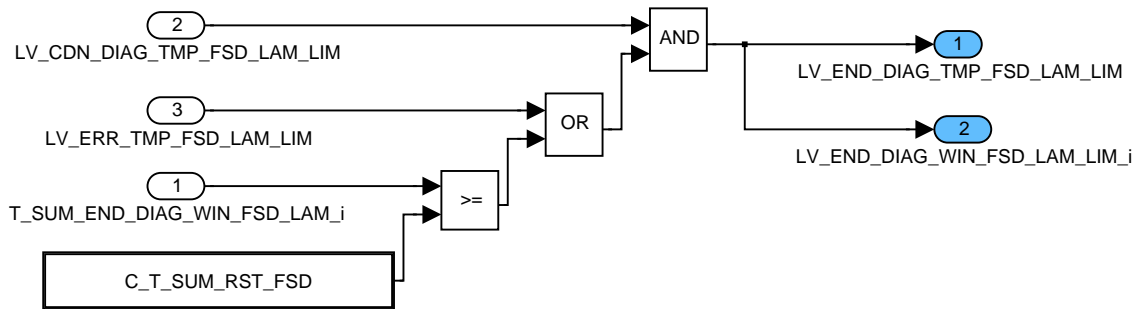 2
LV_CDN_DIAG_TMP_FSD_LAM_LIM
AND
1
LV_END_DIAG_TMP_FSD_LAM_LIM
3
LV_ERR_TMP_FSD_LAM_LIM
OR
2
LV_END_DIAG_WIN_FSD_LAM_LIM_i
1
T_SUM_END_DIAG_WIN_FSD_LAM_i
>=
C_T_SUM_RST_FSD